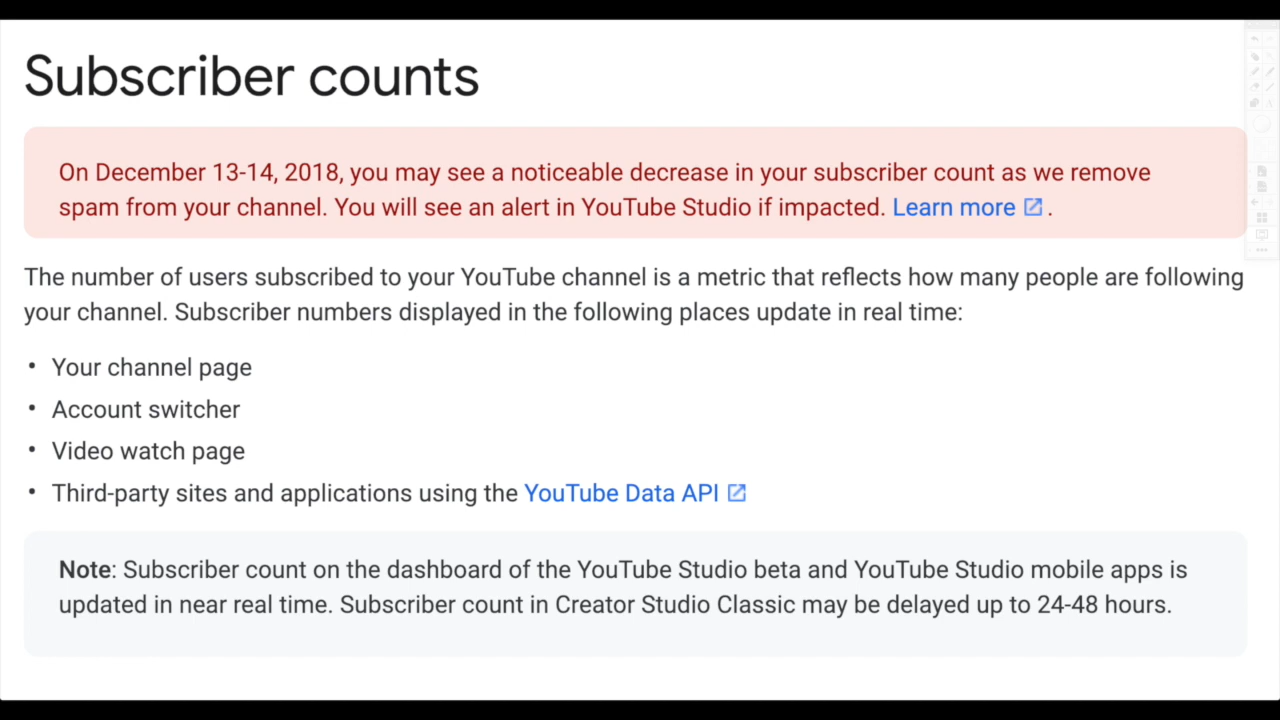 Subscriber counts
On December 13-14, 2018, you may see a noticeable decrease in your subscriber count as we remove
spam from your channel. You will see an alert in YouTube Studio if impacted. Learn more.
The number of users subscribed to your YouTube channel is a metric that reflects how many people are following
your channel. Subscriber numbers displayed in the following places update in real time:
• Your channel page
• Account switcher
• Video watch page
• Third-party sites and applications using the YouTube Data API
Note: Subscriber count on the dashboard of the YouTube Studio beta and YouTube Studio mobile apps is
updated in near real time. Subscriber count in Creator Studio Classic may be delayed up to 24-48 hours.